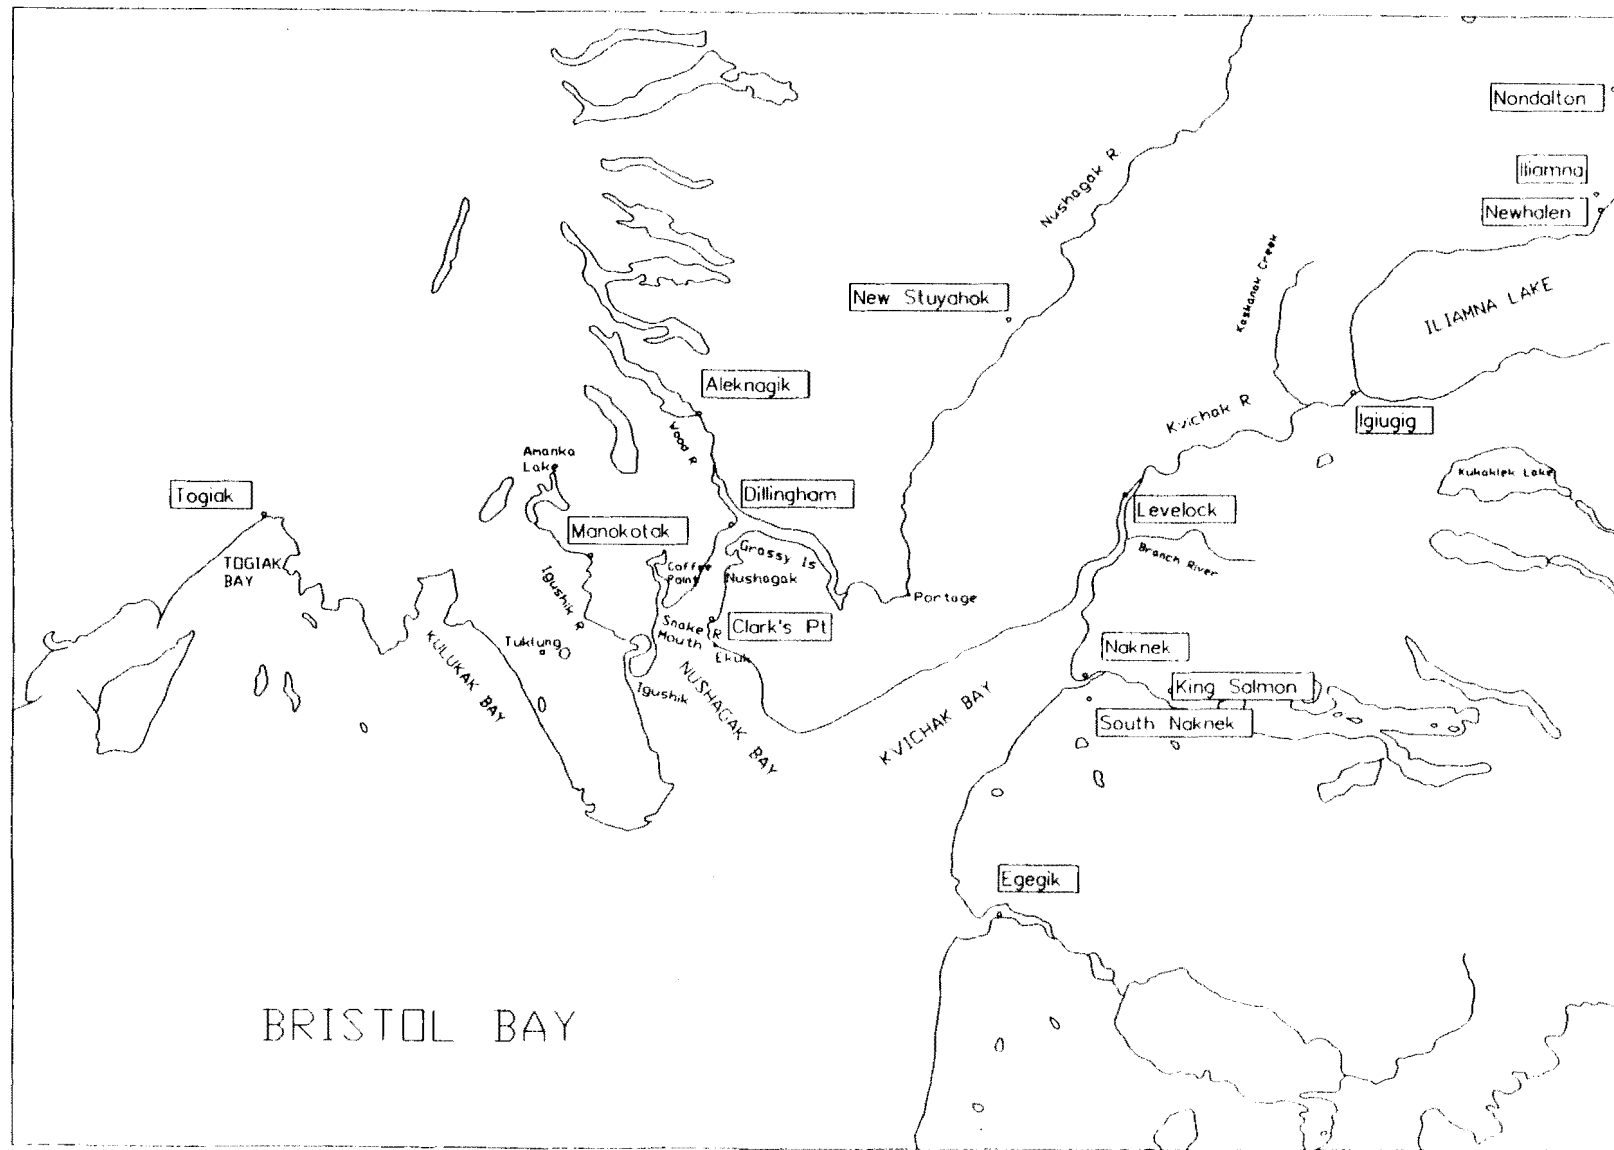 Nondalton
Iliamna
Newhalen
Nushagak R.
Kaskanak Creek
New Stuyahok
ILIAMNA LAKE
Aleknagik
Kvichak R
Igiugig
Wood R
Amanka
Lake
Kukaklek Lake
Togiak
Dillingham
Levelock
Manokotak
Grassy Is
Branch River
TOGIAK
BAY
Coffee
Point
Nushagak
Igushik R
Portage
Snake R
Mouth
Clark's Pt
Tuklung
Ekuk
KULUKAK BAY
Naknek
Igushik
NUSHAGAK BAY
KVICHAK BAY
King Salmon
South Naknek
Egegik
BRISTOL BAY